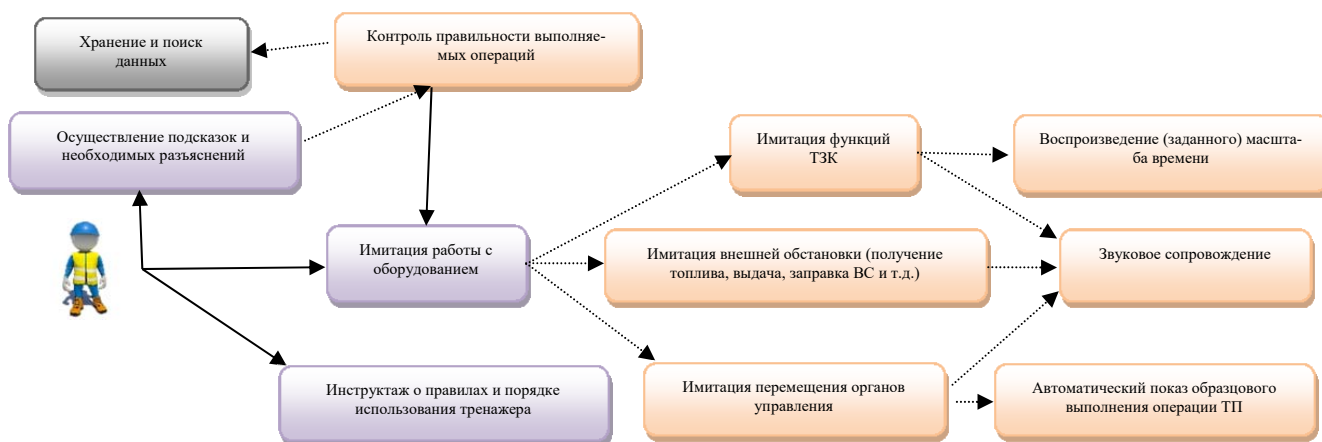 Хранение и поиск
данных
Контроль правильности выполняе-
мых операций
Осуществление подсказок и
необходимых разъяснений
Имитация функций
ТЗК
Воспроизведение (заданного) масшта-
ба времени
Имитация работы с
оборудованием
Имитация внешней обстановки (получение
топлива, выдача, заправка ВС и т.д.)
Звуковое сопровождение
Инструктаж о правилах и порядке
использования тренажера
Имитация перемещения органов
управления
Автоматический показ образцового
выполнения операции ТП